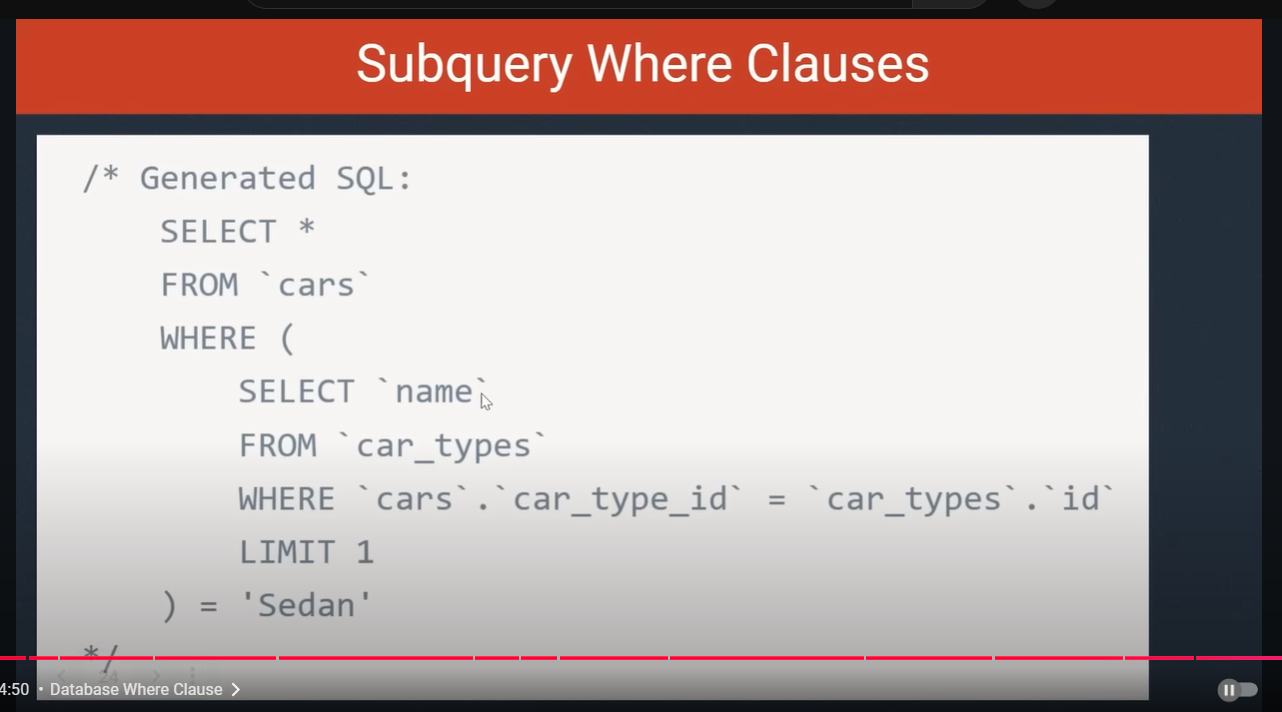 Subquery Where Clauses
/* Generated SQL:
SELECT *
FROM `cars`
WHERE (
SELECT `name`
FROM `car_types`
WHERE `cars`.`car_type_id` = `car_types`.`id`
LIMIT 1
) = 'Sedan'
*/
24
4:50 • Database Where Clause